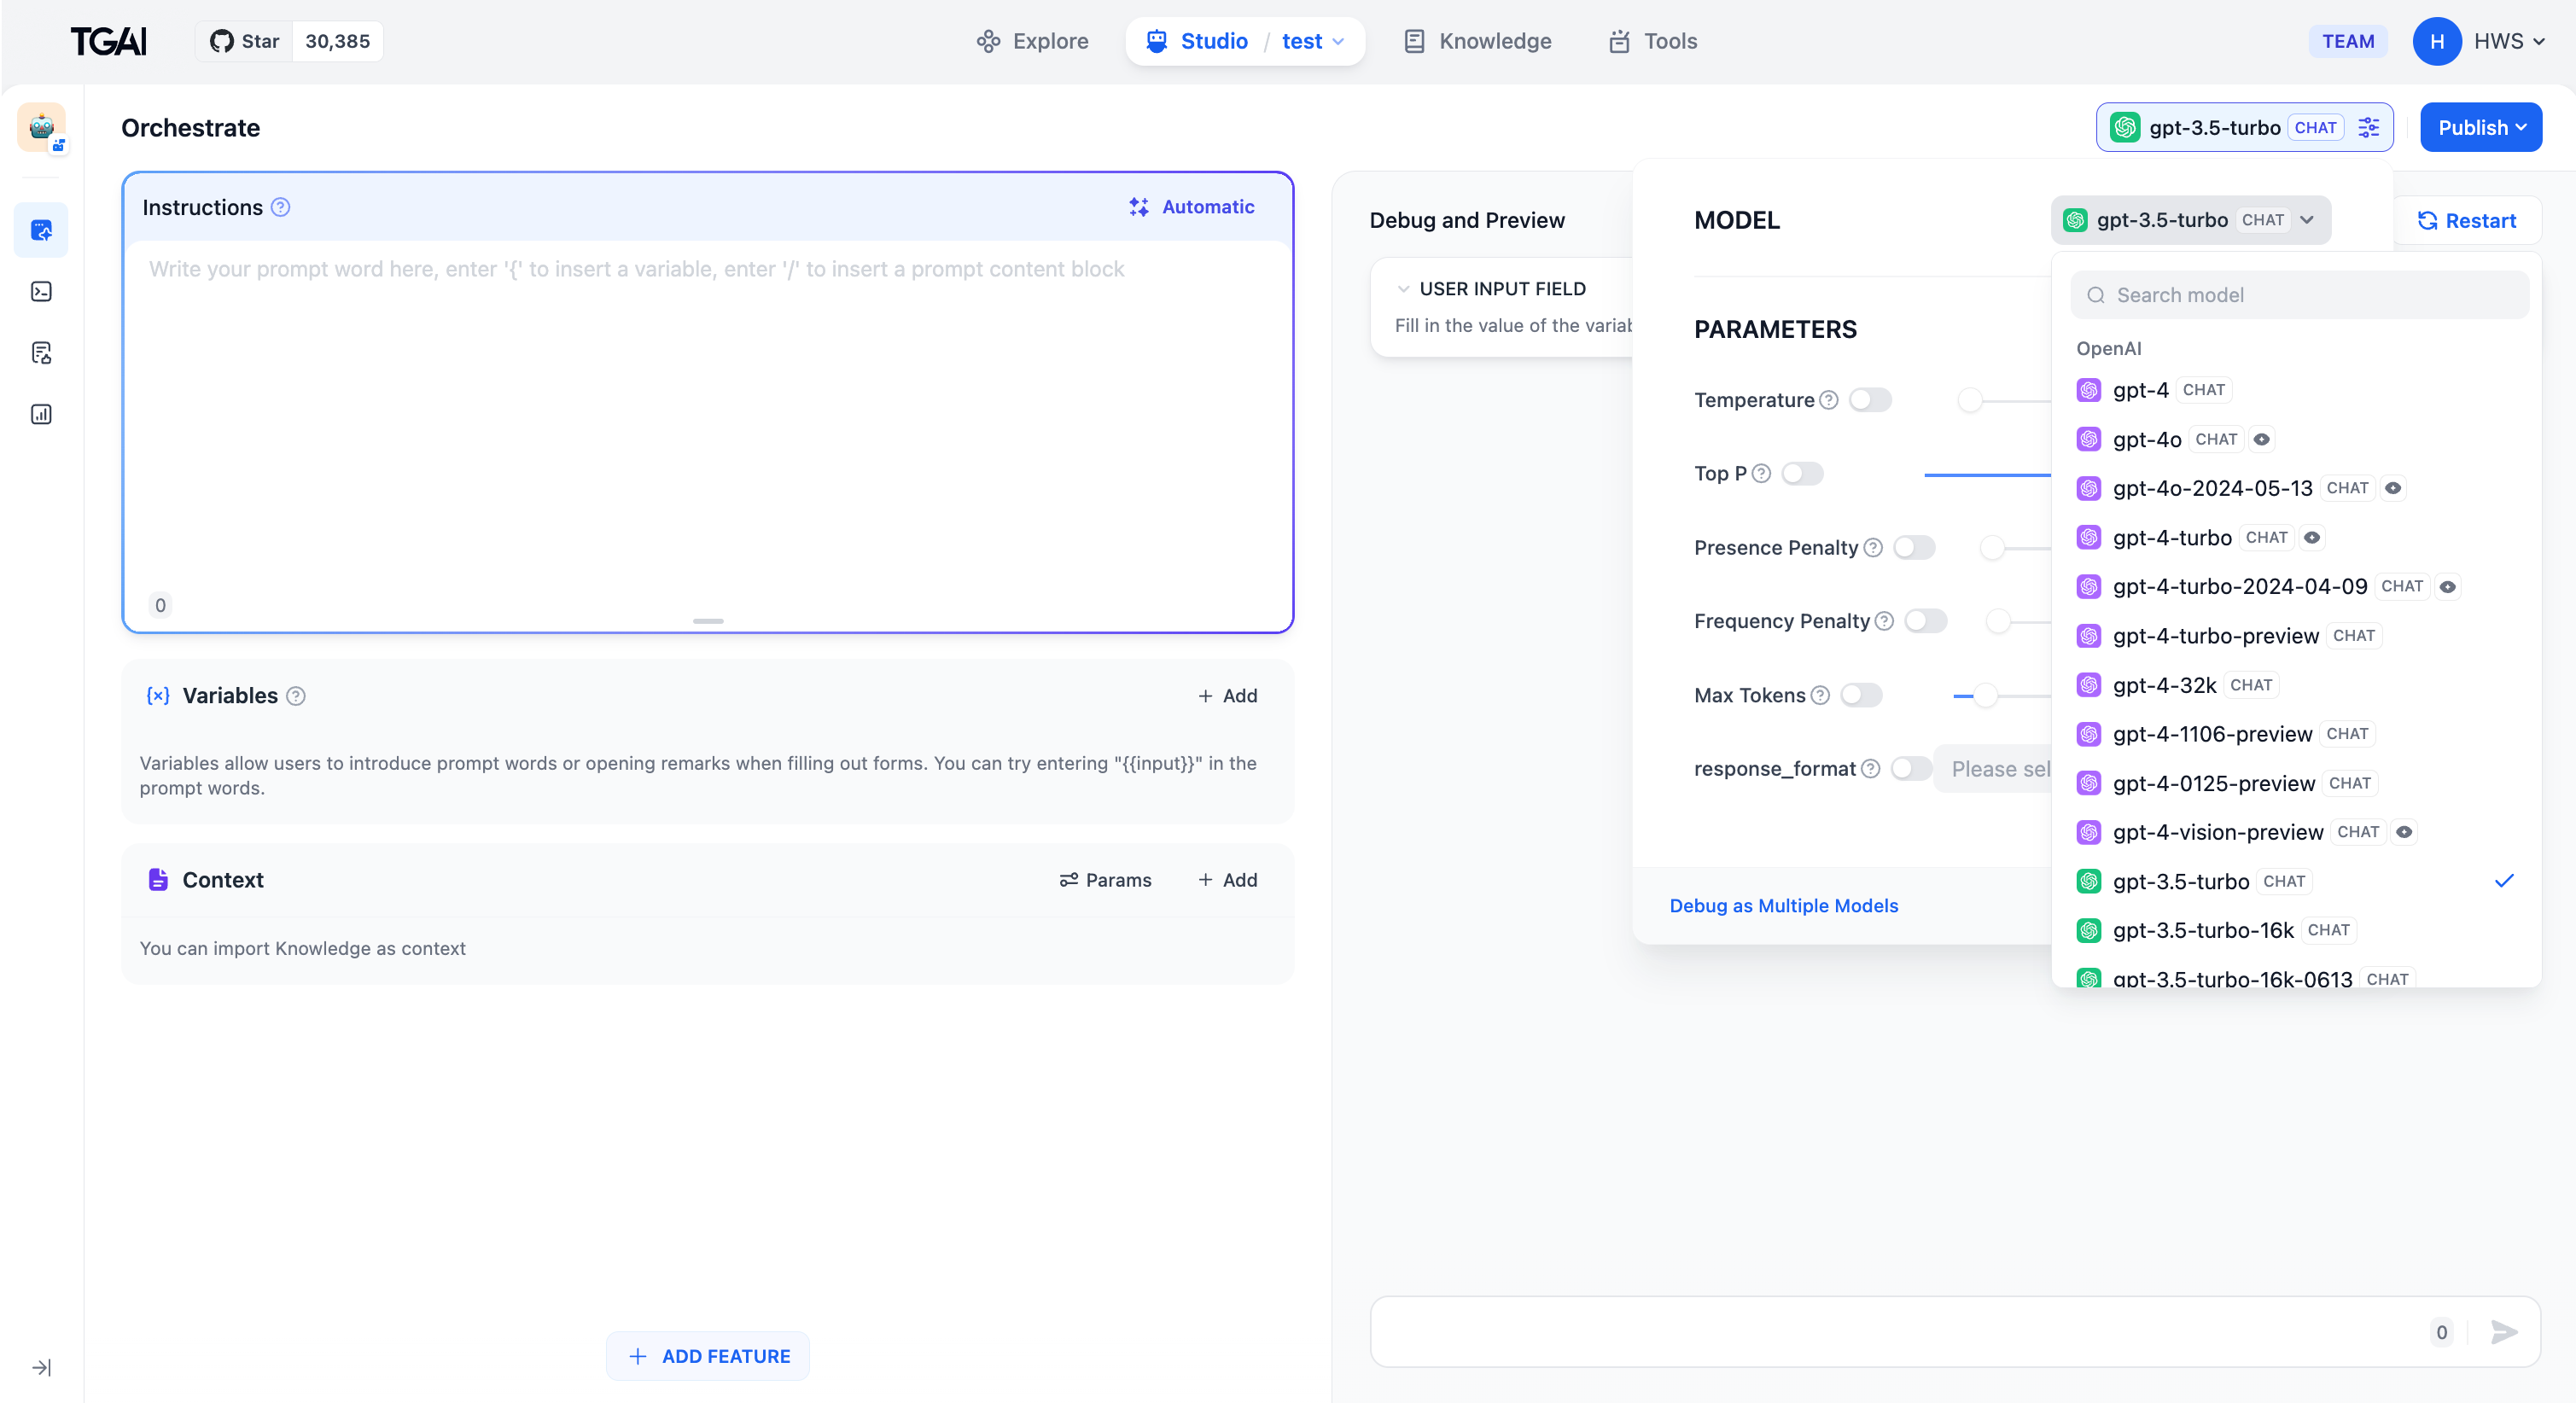 TGAI
Star 30,385
Explore
Studio / test
Knowledge
Tools
TEAM
H HWS
Orchestrate
gpt-3.5-turbo CHAT
Publish
Instructions
Automatic
Write your prompt word here, enter '{' to insert a variable, enter '/' to insert a prompt content block
0
Variables
+ Add
Variables allow users to introduce prompt words or opening remarks when filling out forms. You can try entering "{{input}}" in the
prompt words.
Context
Params
+ Add
You can import Knowledge as context
+ ADD FEATURE
Debug and Preview
Restart
USER INPUT FIELD
Fill in the value of the variab
MODEL
gpt-3.5-turbo CHAT
PARAMETERS
Temperature
Top P
Presence Penalty
Frequency Penalty
Max Tokens
response_format
Please sel
Debug as Multiple Models
Search model
OpenAI
gpt-4 CHAT
gpt-4o CHAT
gpt-4o-2024-05-13 CHAT
gpt-4-turbo CHAT
gpt-4-turbo-2024-04-09 CHAT
gpt-4-turbo-preview CHAT
gpt-4-32k CHAT
gpt-4-1106-preview CHAT
gpt-4-0125-preview CHAT
gpt-4-vision-preview CHAT
gpt-3.5-turbo CHAT
gpt-3.5-turbo-16k CHAT
gpt-3.5-turbo-16k-0613 CHAT
0